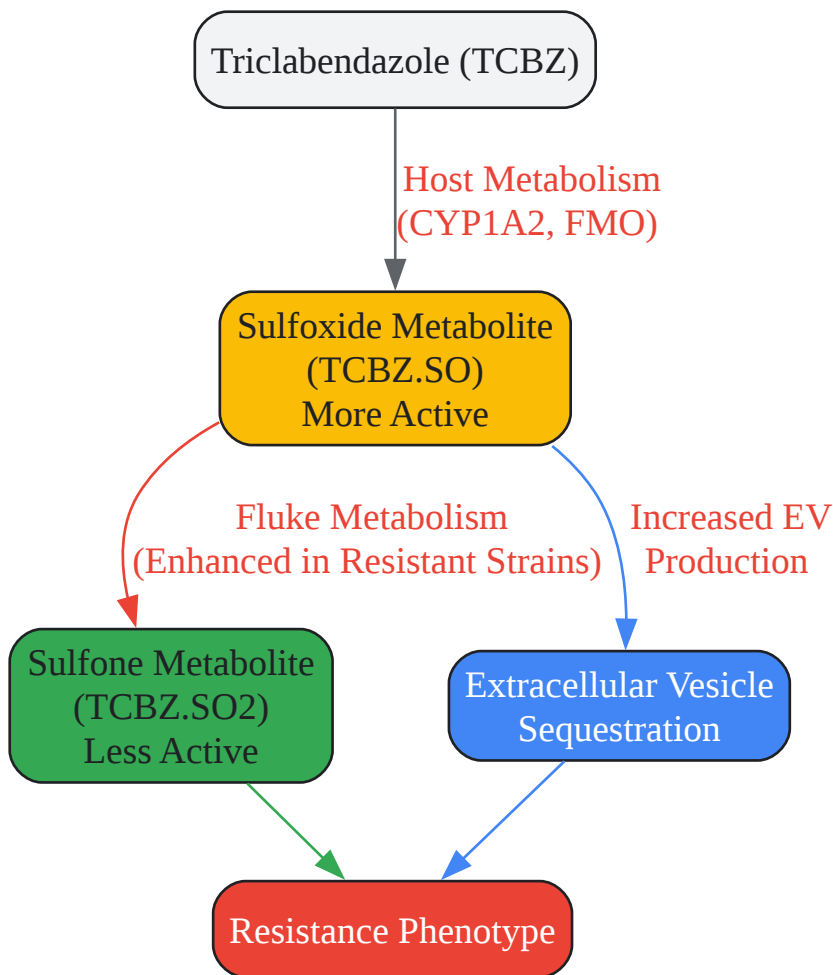 Triclabendazole (TCBZ)
Host Metabolism
(CYP1A2, FMO)
Sulfoxide Metabolite
(TCBZ.SO)
More Active
Fluke Metabolism
(Enhanced in Resistant Strains)
Increased EV
Production
Sulfone Metabolite
(TCBZ.SO2)
Less Active
Extracellular Vesicle
Sequestration
Resistance Phenotype